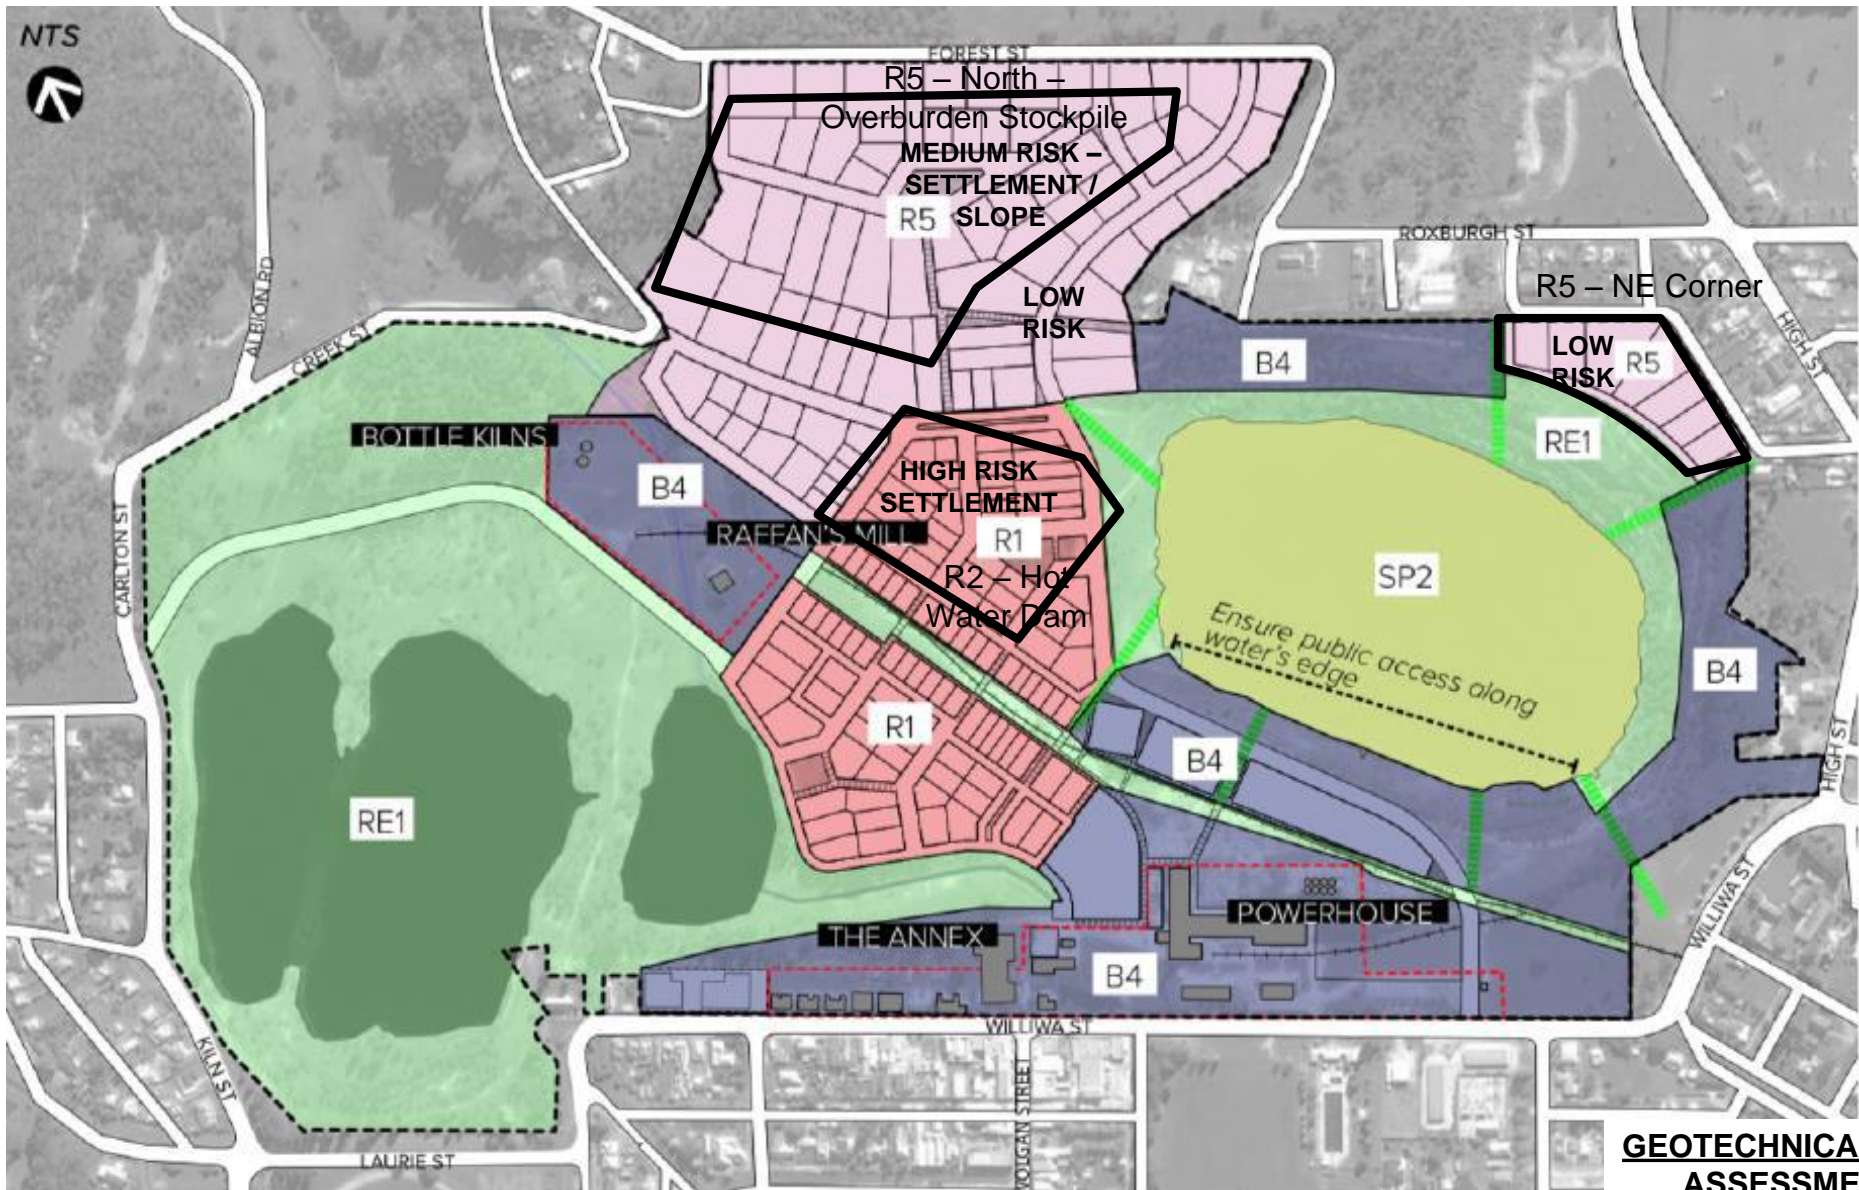 NTS
FOREST ST
R5 – North –
Overburden Stockpile
MEDIUM RISK –
SETTLEMENT /
SLOPE
R5
LOW
RISK
ROXBURGH ST
R5 – NE Corner
HIGH ST
LOW
RISK
R5
B4
ALBION RD
CREEK ST
BOTTLE KILNS
B4
RAFFAN'S MILL
HIGH RISK
SETTLEMENT
R1
R2 – Hot
Water Dam
RE1
SP2
Ensure public access along
water's edge
B4
CARLTON ST
R1
B4
RE1
HIGH ST
WILLIWA ST
POWERHOUSE
THE ANNEX
B4
WILLIWA ST
KILN ST
WOLGAN STREET
LAURIE ST
GEOTECHNICA
ASSESSME